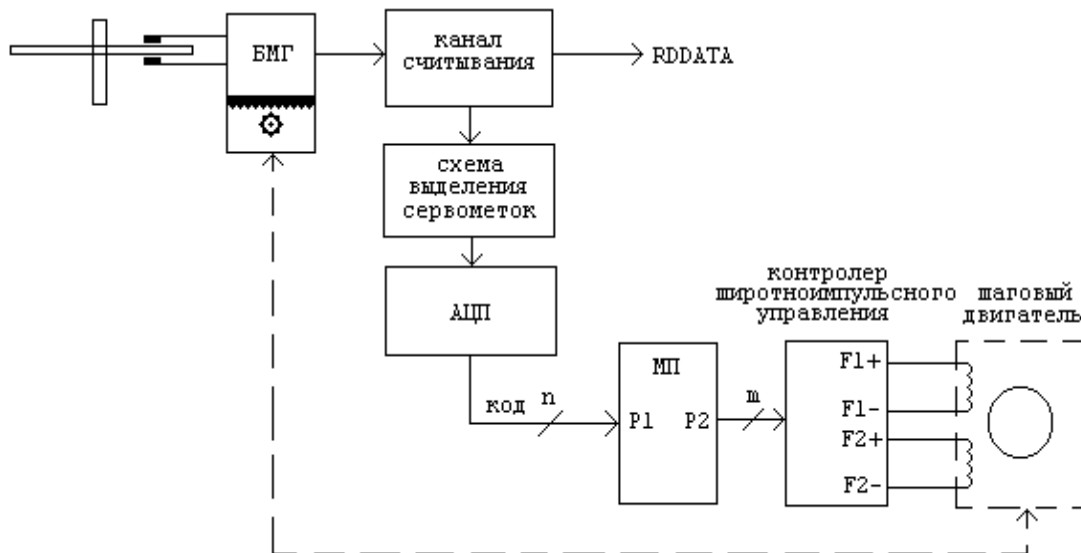 БМГ
канал
считывания
RDDATA
схема
выделения
сервометок
АЦП
код
n
МП
P1
P2
m
контролер
широтноимпульсного
управления
F1+
F1-
F2+
F2-
шаговый
двигатель